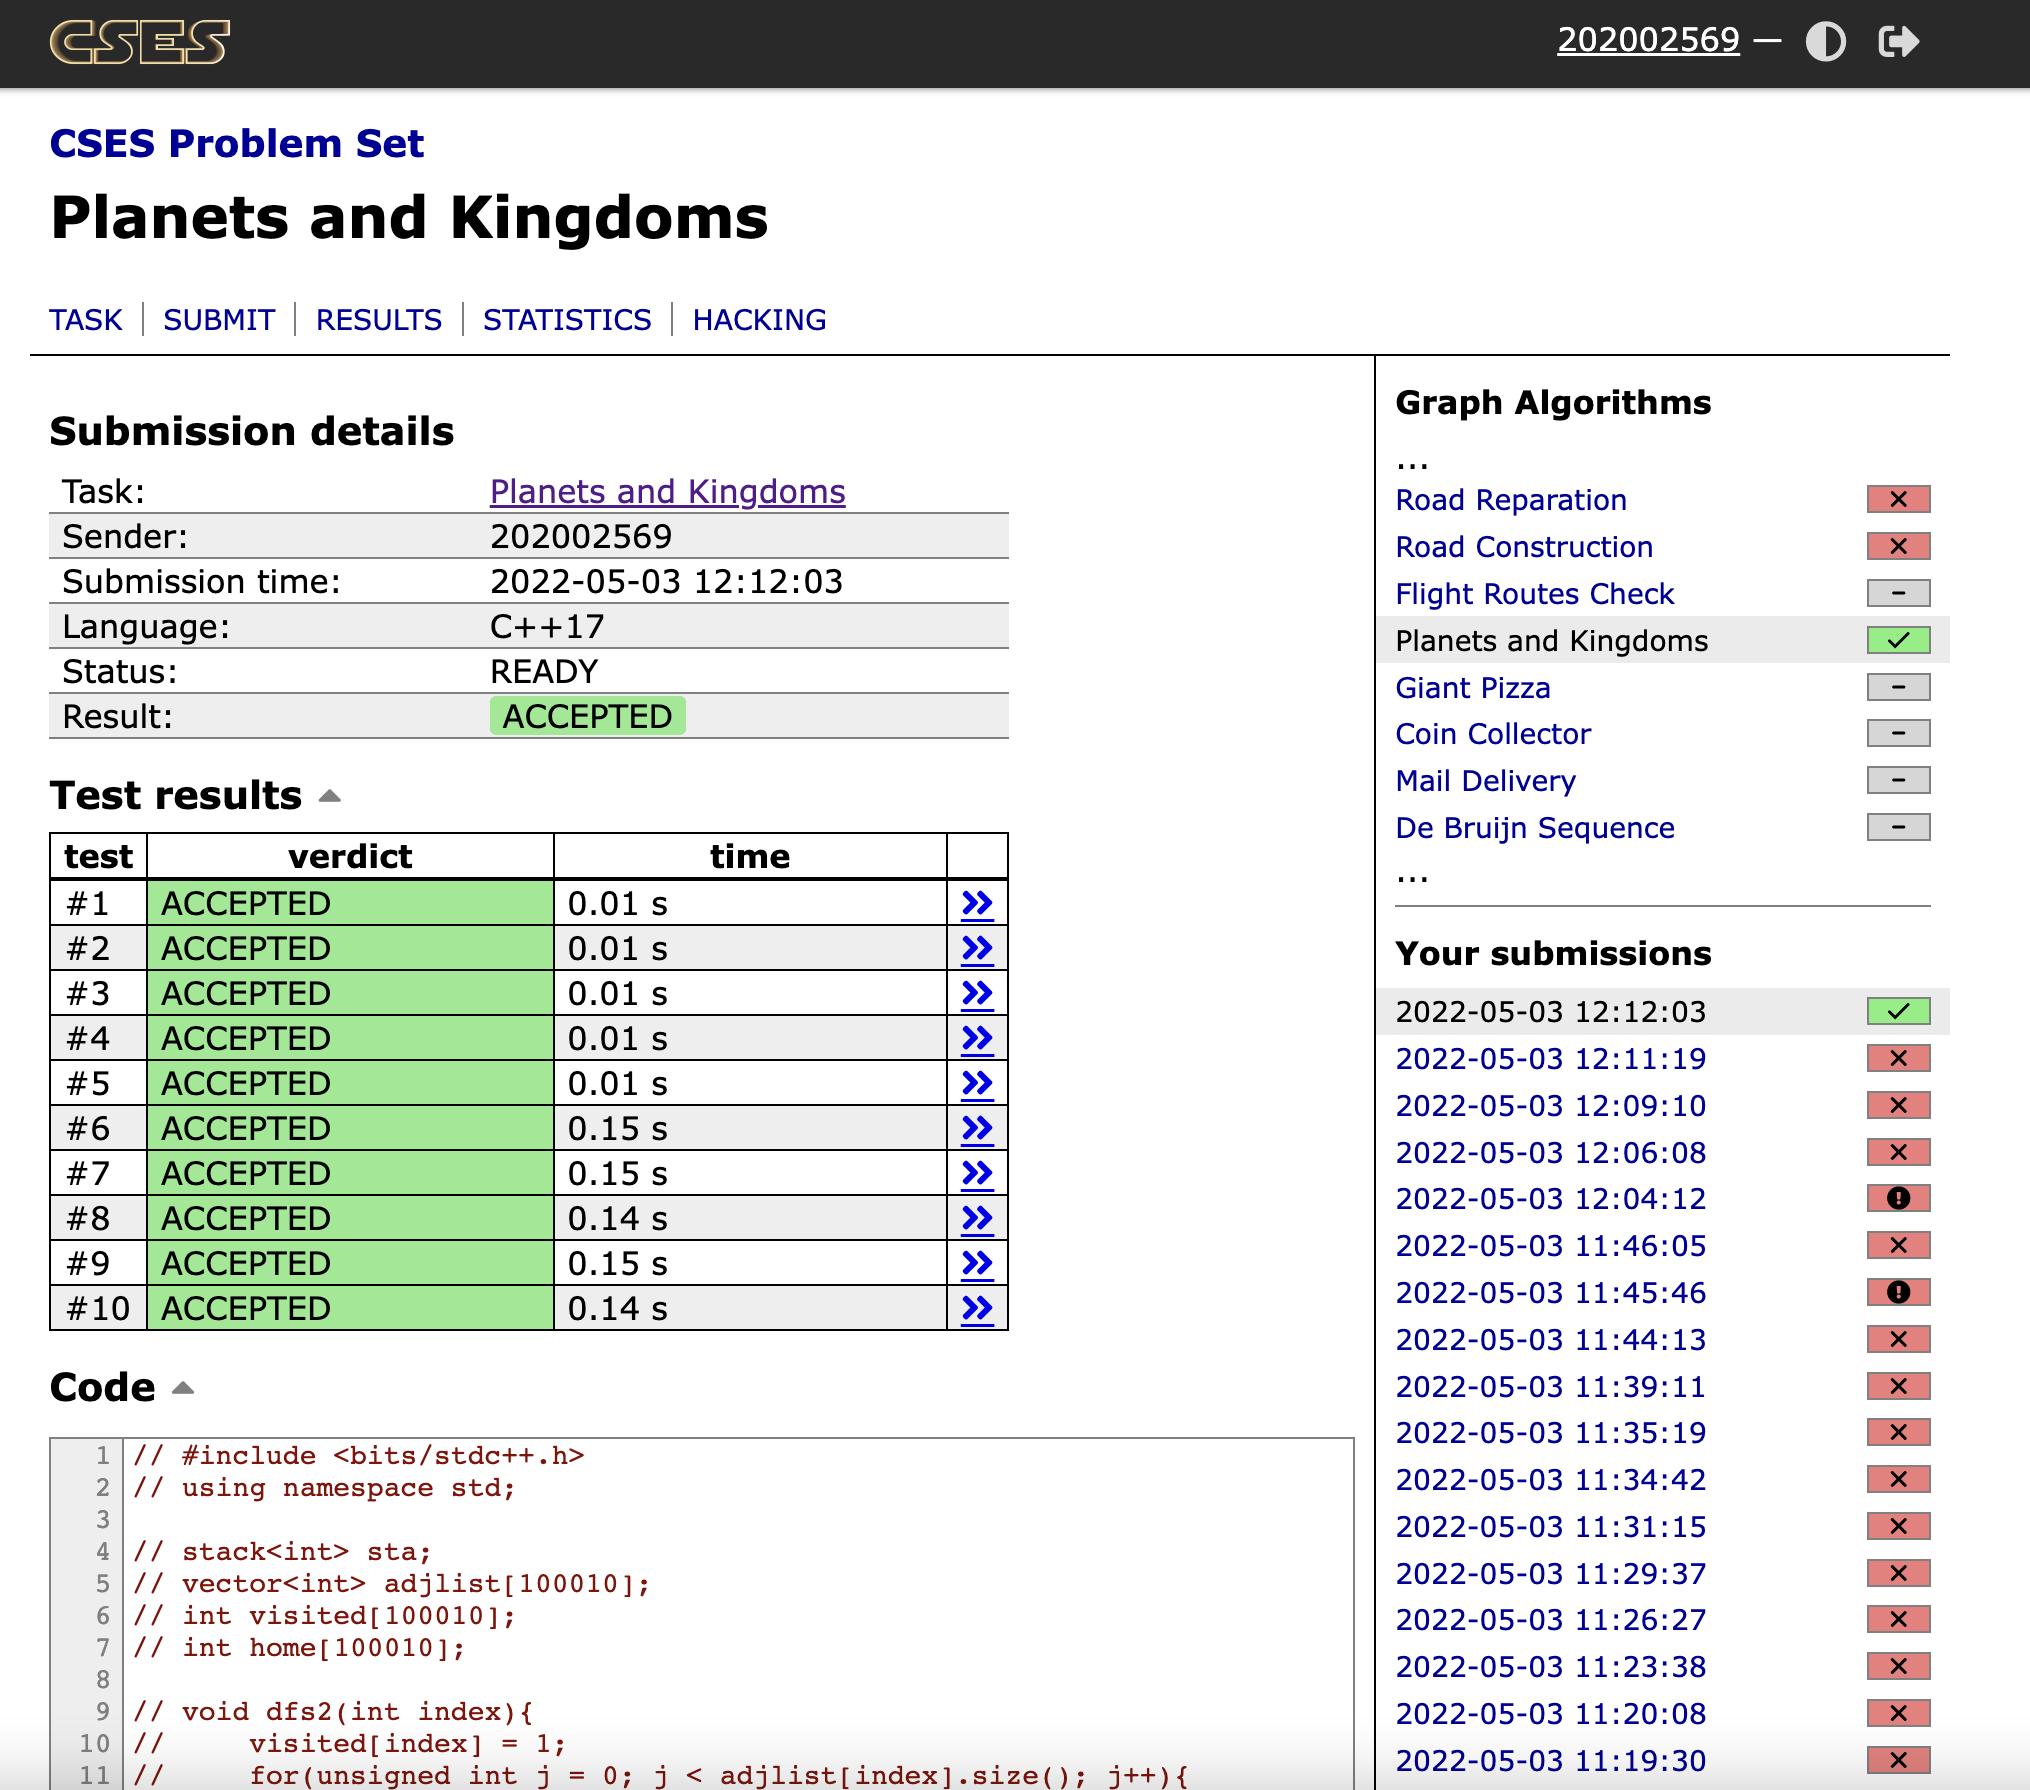 CSES
202002569 —
CSES Problem Set
Planets and Kingdoms
TASK SUBMIT RESULTS STATISTICS HACKING
Submission details
Task: Planets and Kingdoms
Sender: 202002569
Submission time: 2022-05-03 12:12:03
Language: C++17
Status: READY
Result: ACCEPTED
Test results
test verdict time
#1 ACCEPTED 0.01 s »
#2 ACCEPTED 0.01 s »
#3 ACCEPTED 0.01 s »
#4 ACCEPTED 0.01 s »
#5 ACCEPTED 0.01 s »
#6 ACCEPTED 0.15 s »
#7 ACCEPTED 0.15 s »
#8 ACCEPTED 0.14 s »
#9 ACCEPTED 0.15 s »
#10 ACCEPTED 0.14 s »
Code
1 // #include <bits/stdc++.h>
2 // using namespace std;
3
4 // stack<int> sta;
5 // vector<int> adjlist[100010];
6 // int visited[100010];
7 // int home[100010];
8
9 // void dfs2(int index){
10 //     visited[index] = 1;
11 //     for(unsigned int j = 0; j < adjlist[index].size(); j++){
Graph Algorithms
...
Road Reparation
Road Construction
Flight Routes Check –
Planets and Kingdoms
Giant Pizza –
Coin Collector –
Mail Delivery –
De Bruijn Sequence –
...
Your submissions
2022-05-03 12:12:03
2022-05-03 12:11:19
2022-05-03 12:09:10
2022-05-03 12:06:08
2022-05-03 12:04:12
2022-05-03 11:46:05
2022-05-03 11:45:46
2022-05-03 11:44:13
2022-05-03 11:39:11
2022-05-03 11:35:19
2022-05-03 11:34:42
2022-05-03 11:31:15
2022-05-03 11:29:37
2022-05-03 11:26:27
2022-05-03 11:23:38
2022-05-03 11:20:08
2022-05-03 11:19:30